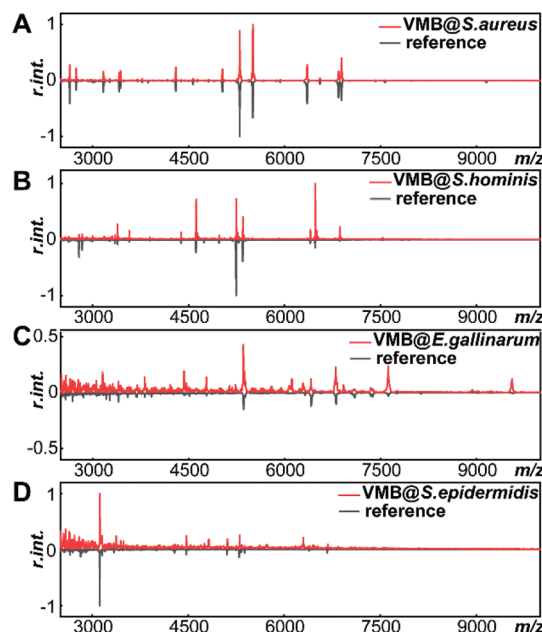 A
VMB@S.aureus
reference
1
0
-1
r.int.
3000 4500 6000 7500 9000 m/z
B
VMB@S.hominis
reference
1
0
-1
r.int.
3000 4500 6000 7500 9000 m/z
C
VMB@E.gallinarum
reference
0.5
0
-0.5
r.int.
3000 4500 6000 7500 9000 m/z
D
VMB@S.epidermidis
reference
1
0
-1
r.int.
3000 4500 6000 7500 9000 m/z